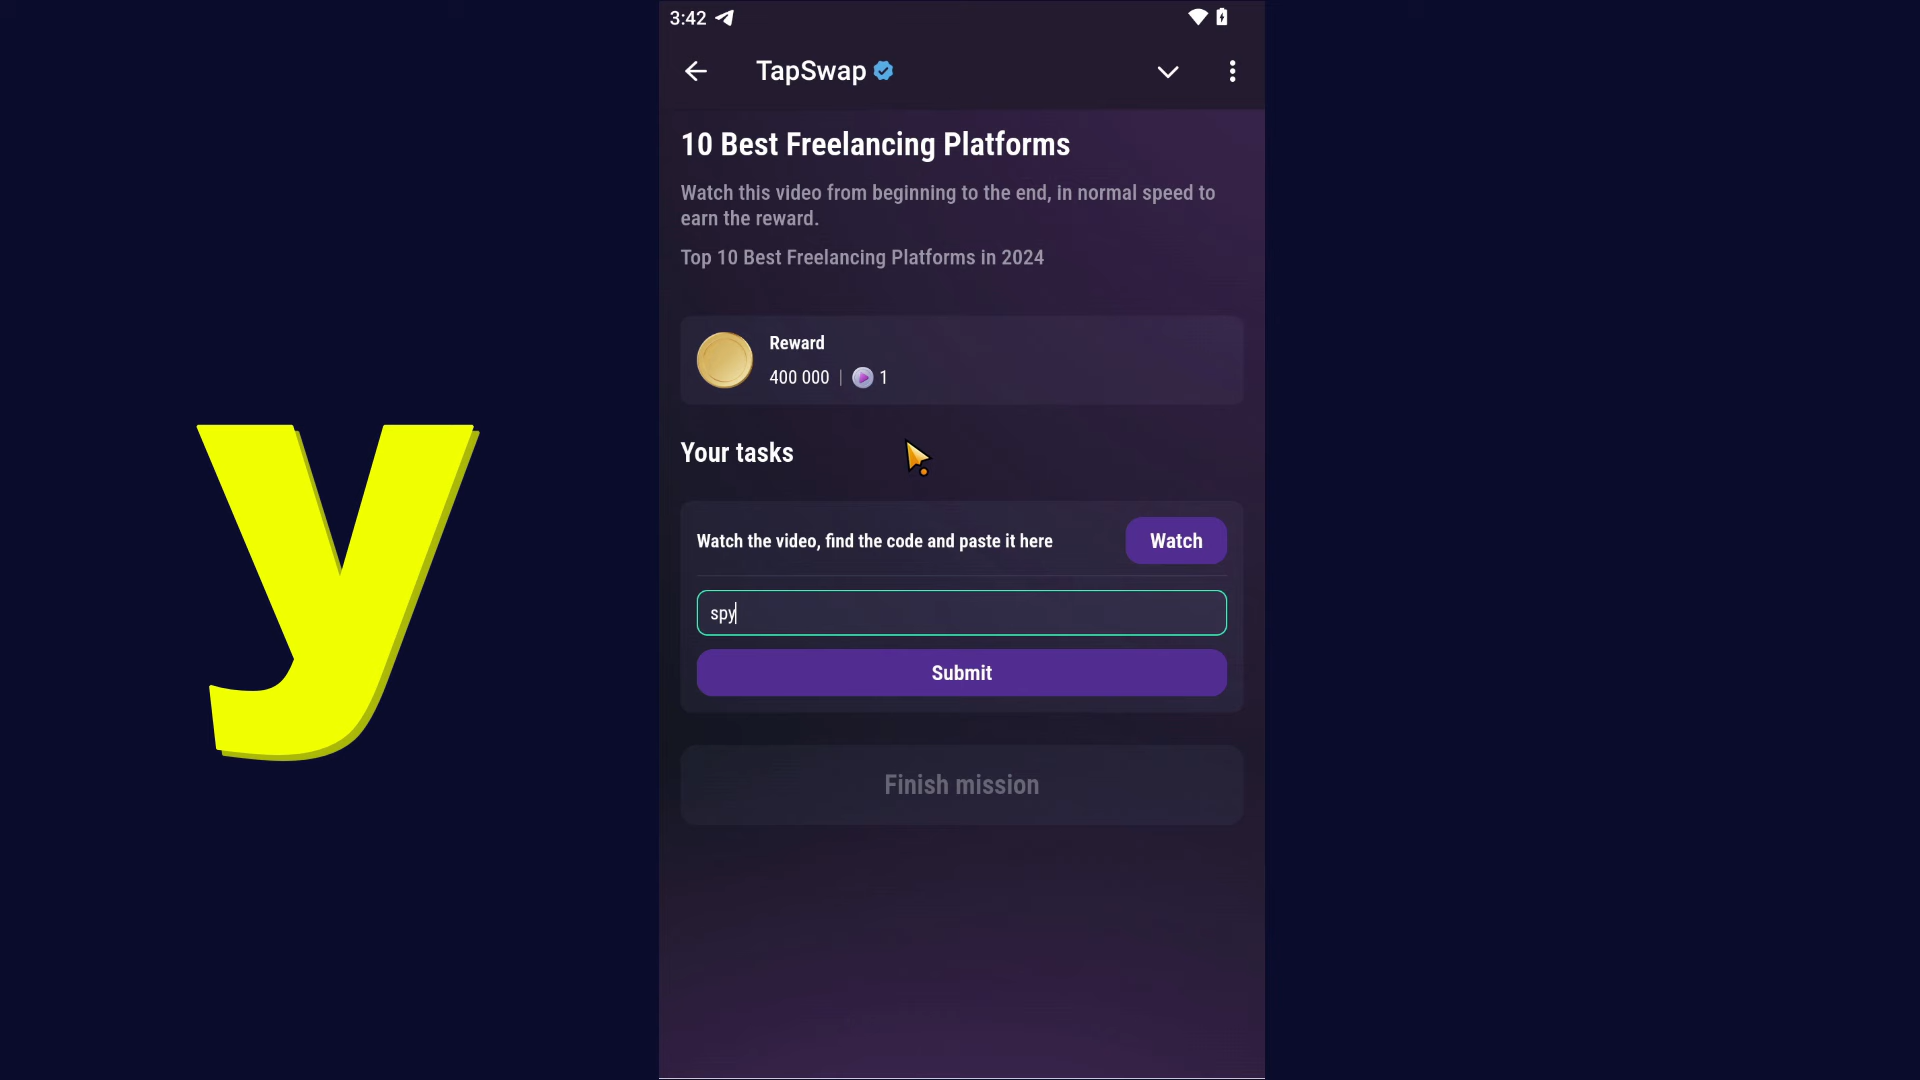 3:42
TapSwap
10 Best Freelancing Platforms
Watch this video from beginning to the end, in normal speed to
earn the reward.
Top 10 Best Freelancing Platforms in 2024
Reward
400 000 | 1
Your tasks
Watch the video, find the code and paste it here
Watch
spy
Submit
Finish mission
y